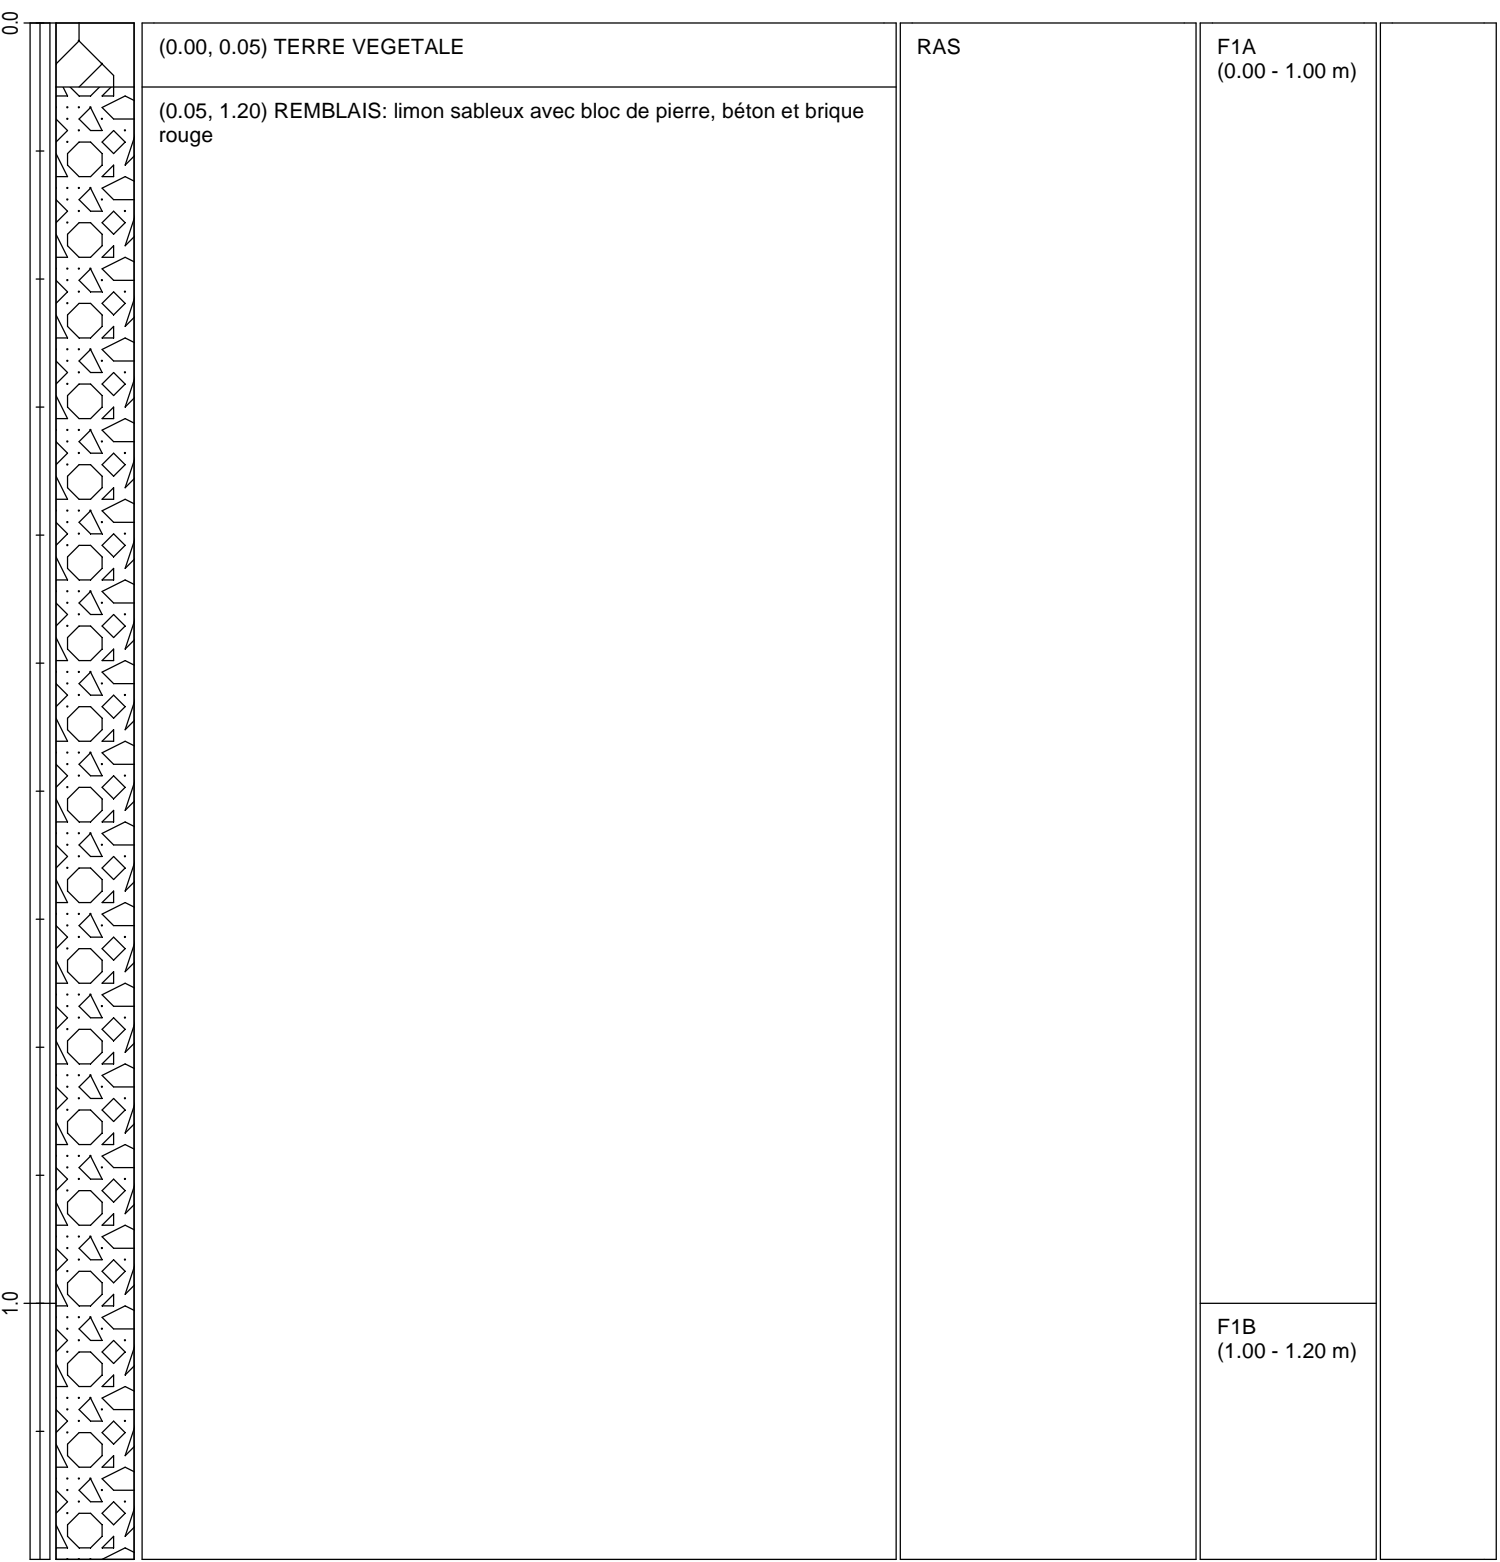 0.0
(0.00, 0.05) TERRE VEGETALE
RAS
F1A
(0.00 - 1.00 m)
(0.05, 1.20) REMBLAIS: limon sableux avec bloc de pierre, béton et brique
rouge
1.0
F1B
(1.00 - 1.20 m)